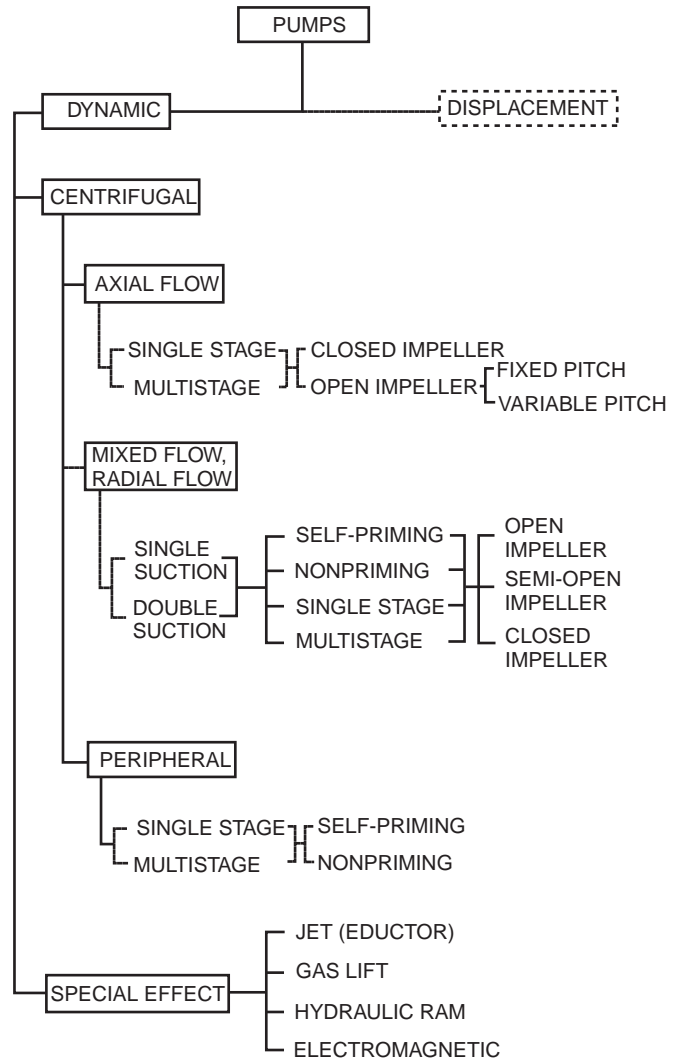 PUMPS
DYNAMIC
DISPLACEMENT
CENTRIFUGAL
AXIAL FLOW
SINGLE STAGE
MULTISTAGE
CLOSED IMPELLER
OPEN IMPELLER
FIXED PITCH
VARIABLE PITCH
MIXED FLOW,
RADIAL FLOW
SINGLE
SUCTION
DOUBLE
SUCTION
SELF-PRIMING
NONPRIMING
SINGLE STAGE
MULTISTAGE
OPEN
IMPELLER
SEMI-OPEN
IMPELLER
CLOSED
IMPELLER
PERIPHERAL
SINGLE STAGE
MULTISTAGE
SELF-PRIMING
NONPRIMING
SPECIAL EFFECT
JET (EDUCTOR)
GAS LIFT
HYDRAULIC RAM
ELECTROMAGNETIC